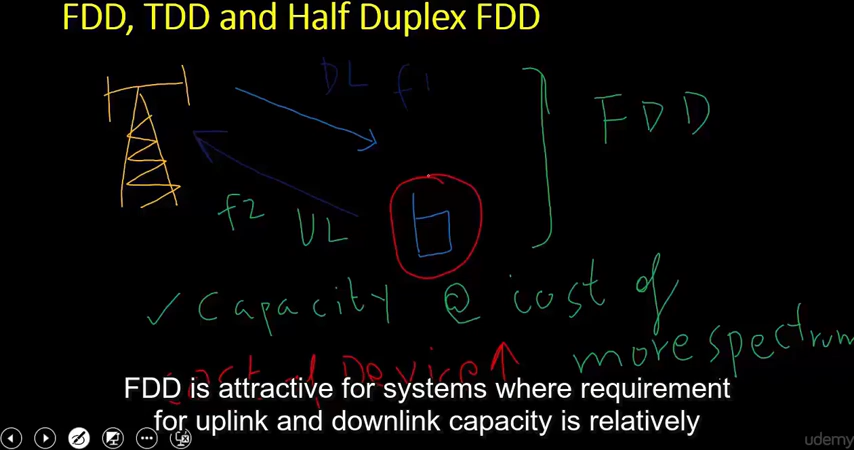 FDD, TDD and Half Duplex FDD
DL f1
FDD
f2 UL
✓ Capacity @ cost of
more spectrum
cost of Device ↑
FDD is attractive for systems where requirement
for uplink and downlink capacity is relatively
udemy